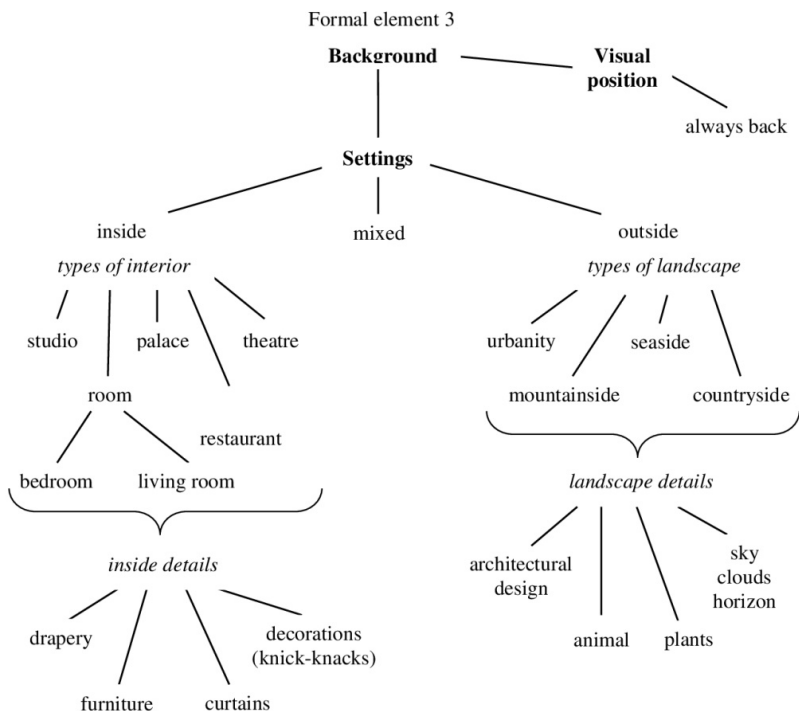 Formal element 3
Background
Visual
position
always back
Settings
inside
mixed
outside
types of interior
types of landscape
studio
palace
theatre
urbanity
seaside
room
mountainside
countryside
restaurant
bedroom
living room
landscape details
inside details
architectural
design
sky
clouds
horizon
animal
plants
drapery
decorations
(knick-knacks)
furniture
curtains